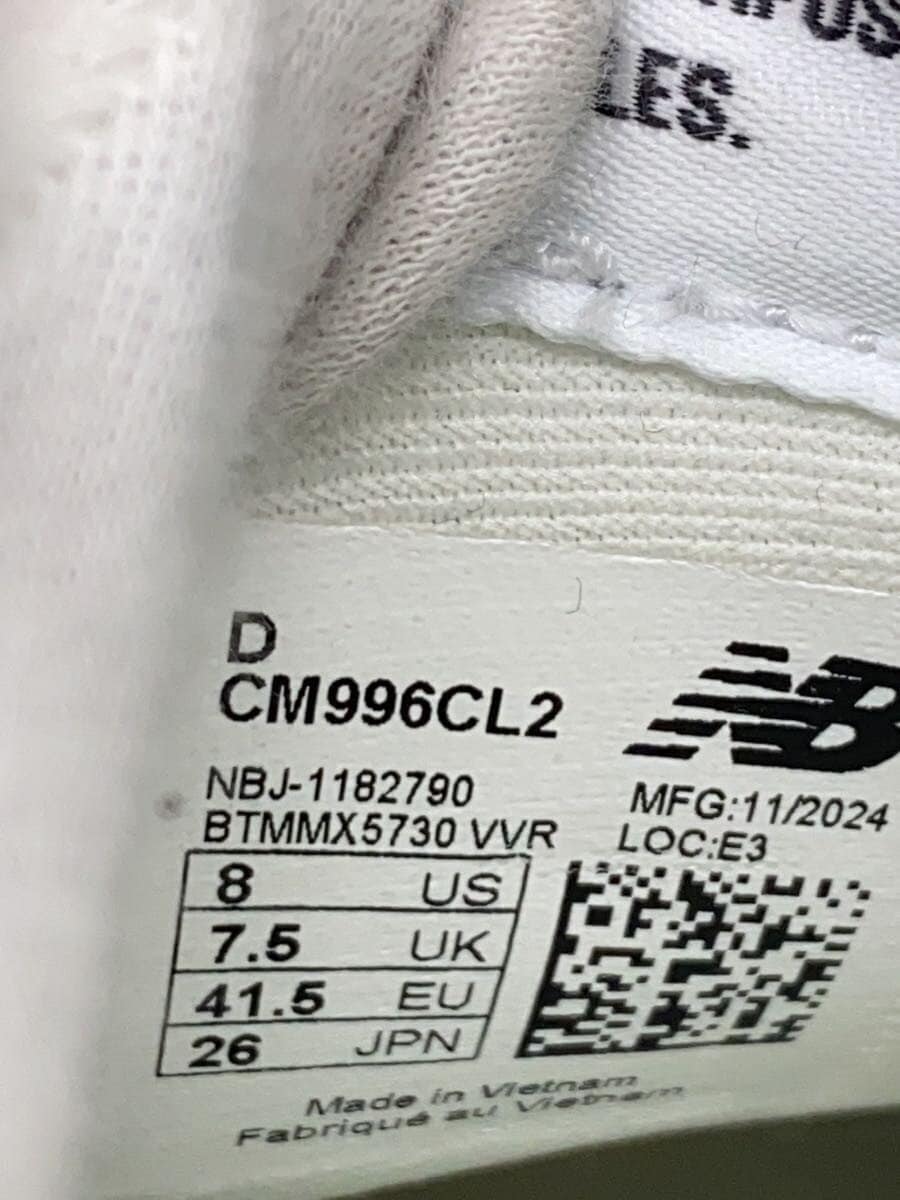 LES.
D
CM996CL2
NB
NBJ-1182790
BTMMX5730 VVR
MFG:11/2024
LOC:E3
8 US
7.5 UK
41.5 EU
26 JPN
Made in Vietnam
Fabriqué au Vietnam